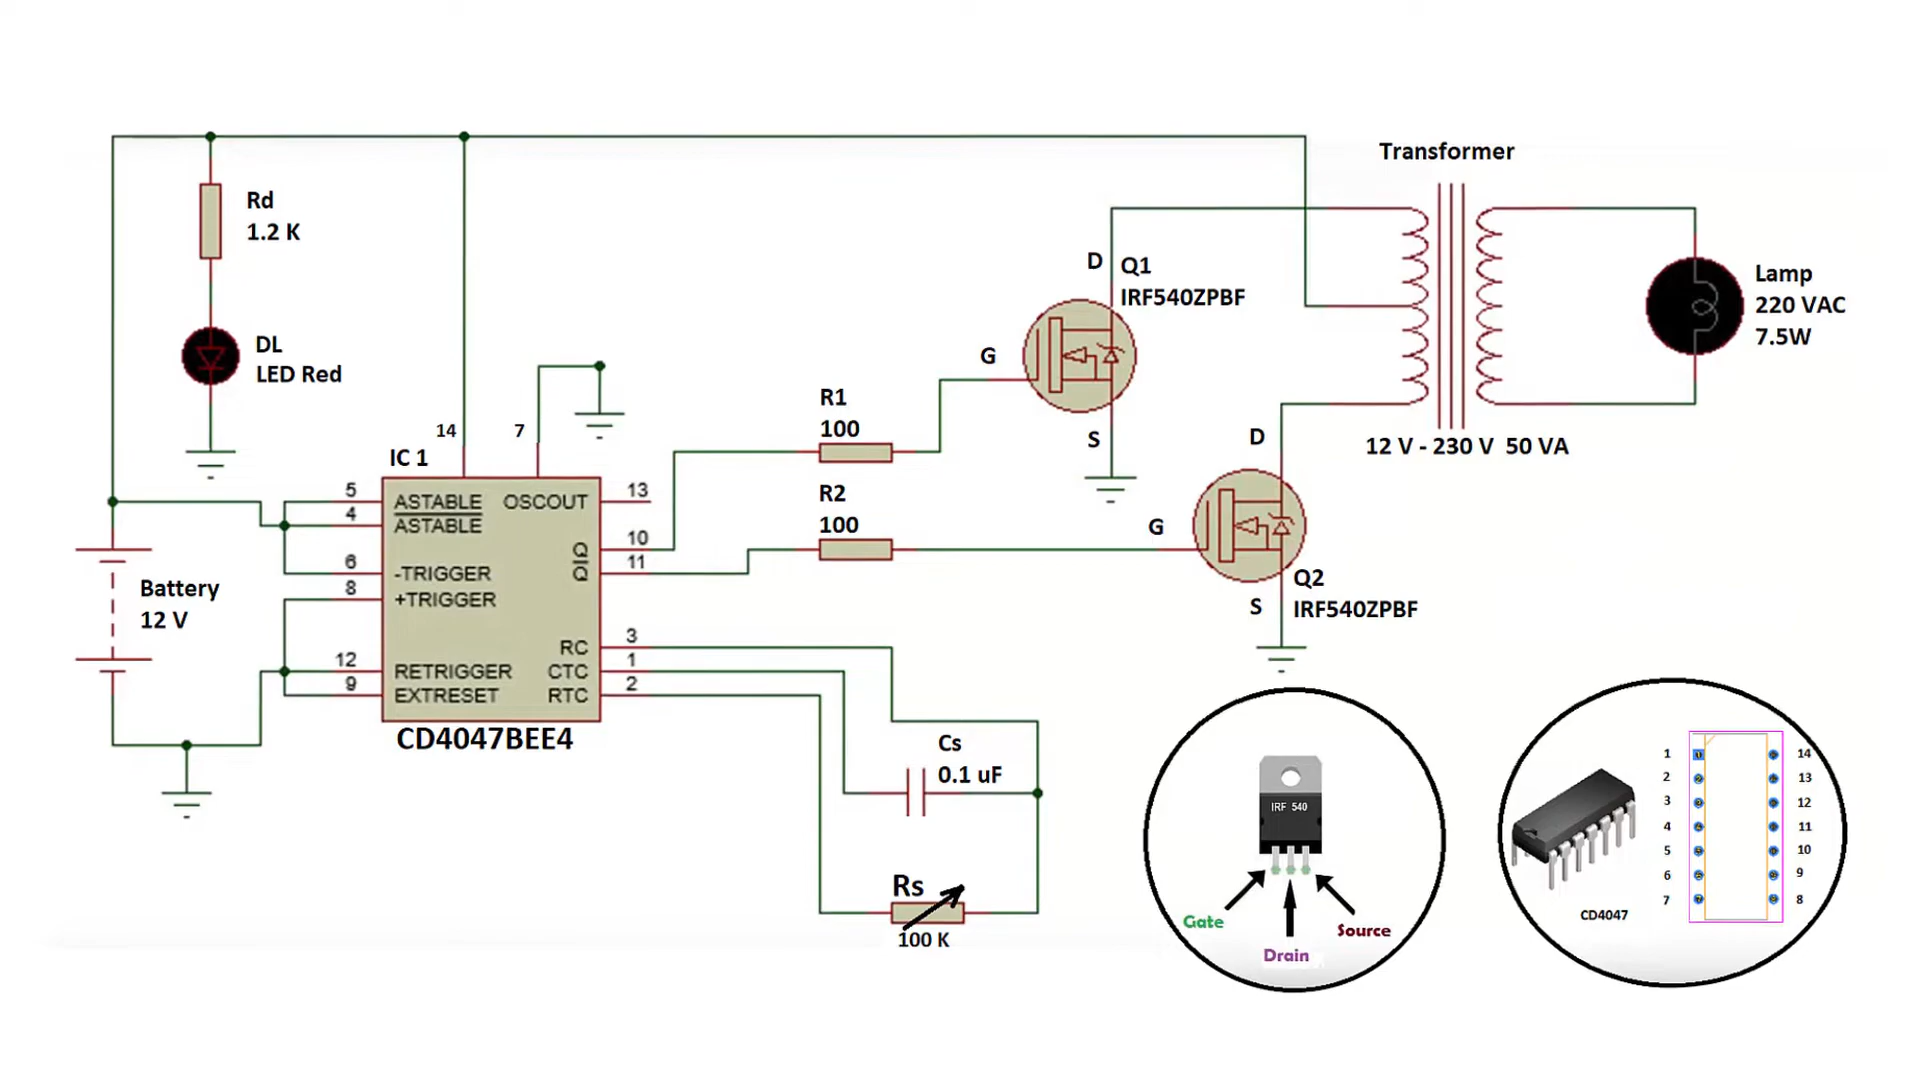 Transformer
Rd
1.2 K
D
Q1
IRF540ZPBF
Lamp
220 VAC
7.5W
DL
LED Red
G
R1
100
S
14
7
IC 1
D
12 V - 230 V 50 VA
5
ASTABLE
OSCOUT
13
4
ASTABLE
R2
100
G
Q
10
Q
11
6
-TRIGGER
8
+TRIGGER
Battery
12 V
Q2
IRF540ZPBF
S
RC
3
12
RETRIGGER
CTC
1
9
EXTRESET
RTC
2
CD4047BEE4
Cs
0.1 uF
Rs
100 K
IRF 540
Gate
Drain
Source
CD4047
1
14
2
13
3
12
4
11
5
10
6
9
7
8